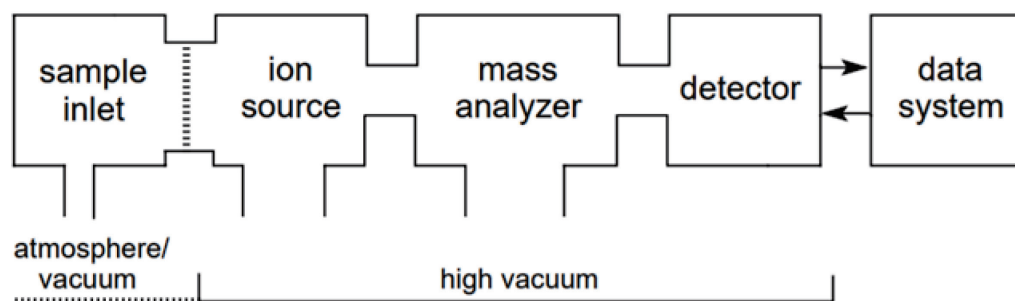 sample
inlet
ion
source
mass
analyzer
detector
data
system
atmosphere/
vacuum
high vacuum